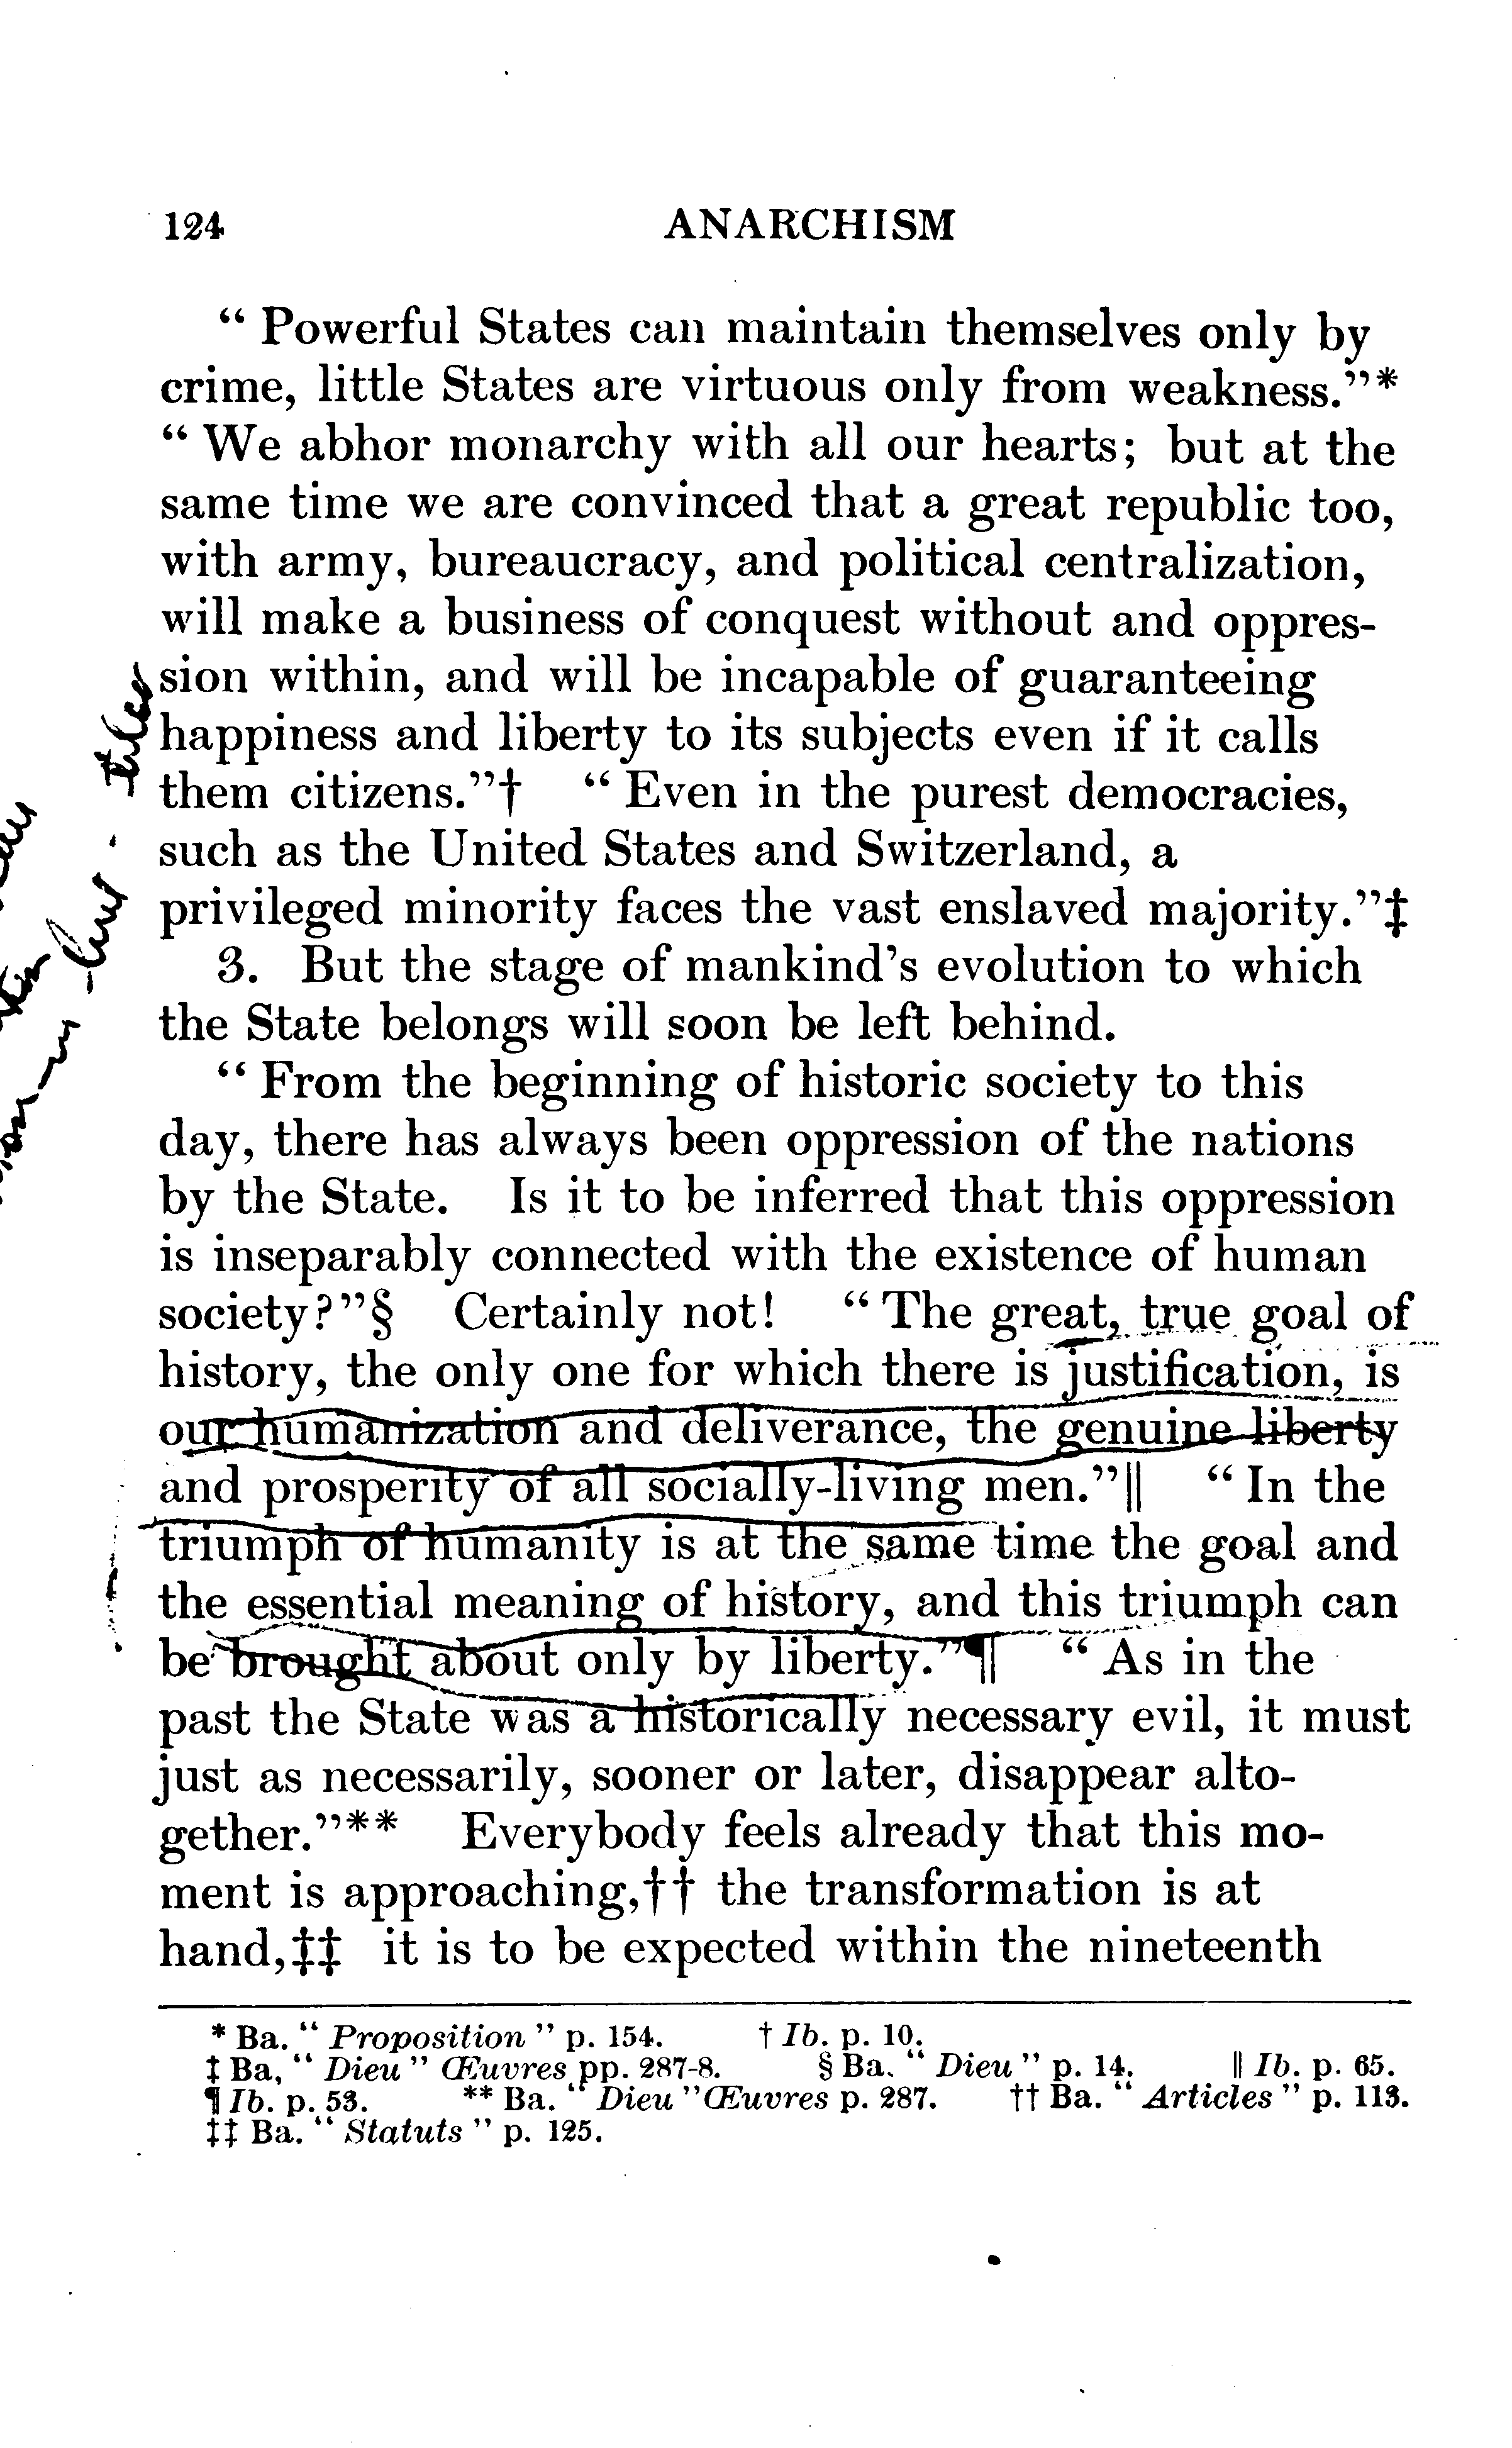 124 ANARCHISM
“ Powerful States can maintain themselves only by
crime, little States are virtuous only from weakness.”*
“ We abhor monarchy with all our hearts; but at the
same time we are convinced that a great republic too,
with army, bureaucracy, and political centralization,
will make a business of conquest without and oppres-
sion within, and will be incapable of guaranteeing
happiness and liberty to its subjects even if it calls
them citizens.”† “ Even in the purest democracies,
such as the United States and Switzerland, a
privileged minority faces the vast enslaved majority.”‡
3. But the stage of mankind’s evolution to which
the State belongs will soon be left behind.
“ From the beginning of historic society to this
day, there has always been oppression of the nations
by the State. Is it to be inferred that this oppression
is inseparably connected with the existence of human
society?”§ Certainly not! “ The great, true goal of
history, the only one for which there is justification, is
our humanization and deliverance, the genuine liberty
and prosperity of all socially-living men.”‖ “ In the
triumph of humanity is at the same time the goal and
the essential meaning of history, and this triumph can
be brought about only by liberty.”¶ “ As in the
past the State was a historically necessary evil, it must
just as necessarily, sooner or later, disappear alto-
gether.”** Everybody feels already that this mo-
ment is approaching,†† the transformation is at
hand,‡‡ it is to be expected within the nineteenth
* Ba. “ Proposition ” p. 154. † Ib. p. 10.
‡ Ba, “ Dieu ” Œuvres pp. 287-8. § Ba. “ Dieu ” p. 14. ‖ Ib. p. 65.
¶ Ib. p. 53. ** Ba. “ Dieu ”Œuvres p. 287. †† Ba. “ Articles ” p. 113.
‡‡ Ba. “ Statuts ” p. 125.